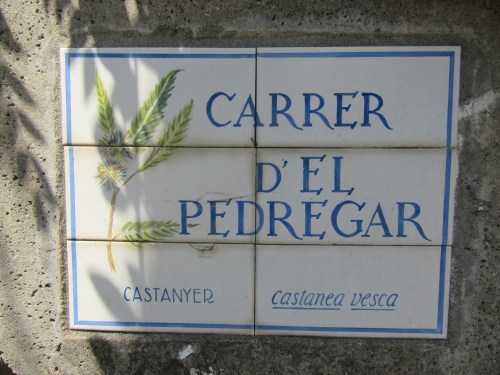 CARRER
D'EL
PEDREGAR
CASTANYER castanea vesca